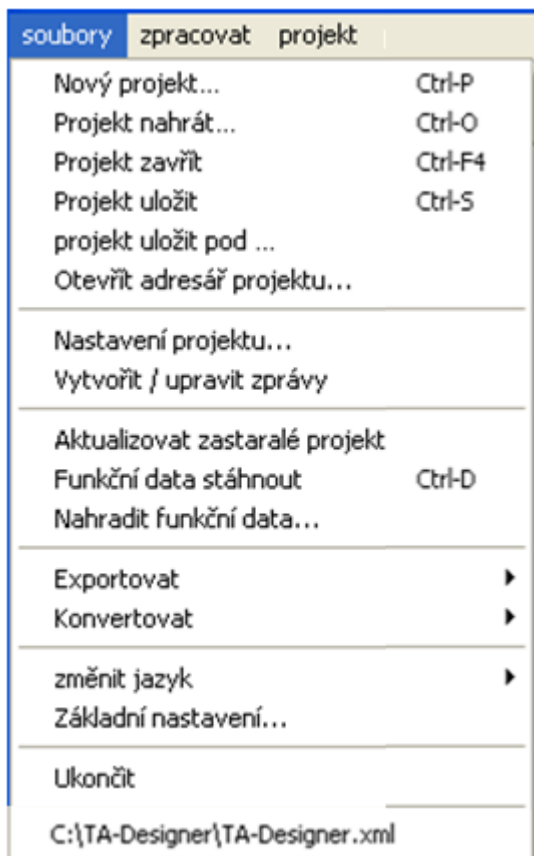 soubory zpracovat projekt
Nový projekt... Ctrl-P
Projekt nahrát... Ctrl-O
Projekt zavřít Ctrl-F4
Projekt uložit Ctrl-S
projekt uložit pod ...
Otevřít adresář projektu...
Nastavení projektu...
Vytvořit / upravit zprávy
Aktualizovat zastaralé projekt
Funkční data stáhnout Ctrl-D
Nahradit funkční data...
Exportovat
Konvertovat
změnit jazyk
Základní nastavení...
Ukončit
C:\TA-Designer\TA-Designer.xml